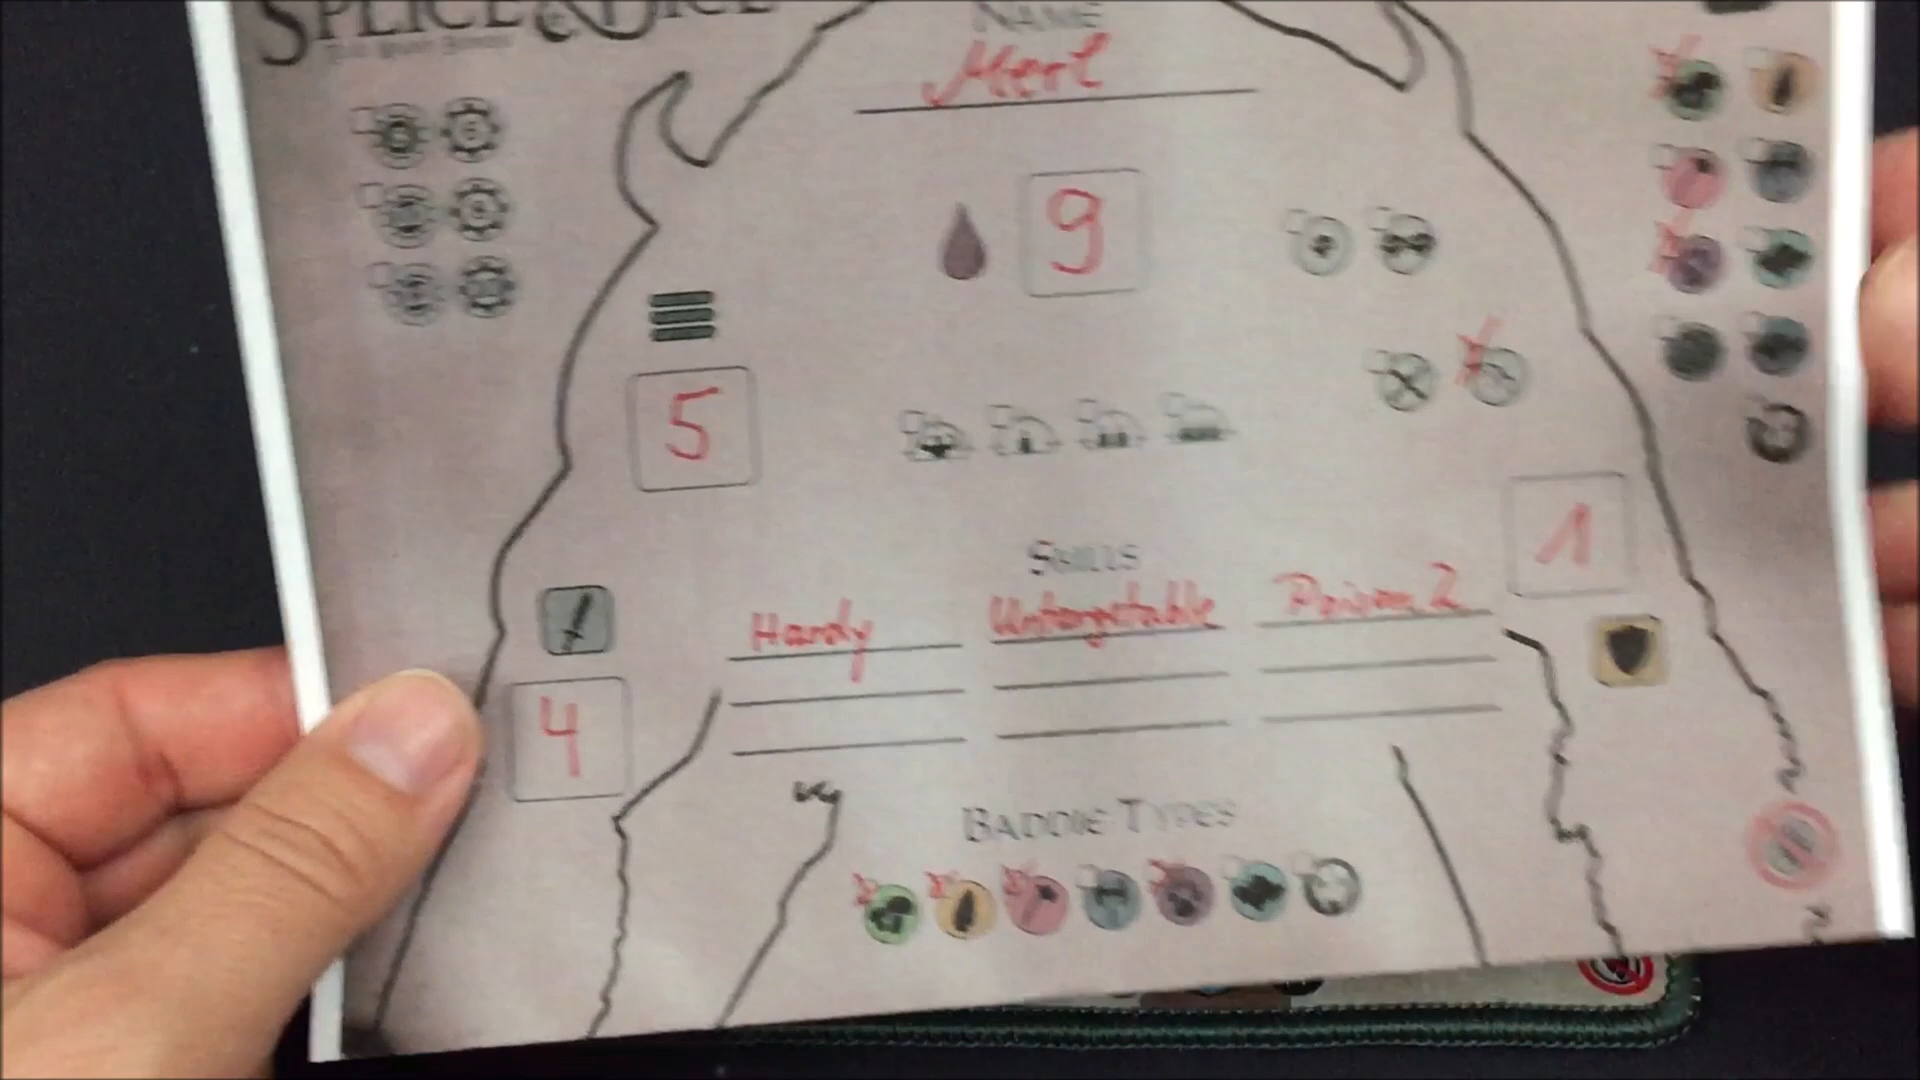 SPLICE & DICE
NAME
Merl
9
5
1
SKILLS
Hardy Unforgettable Poison 2
4
BADDIE TYPES